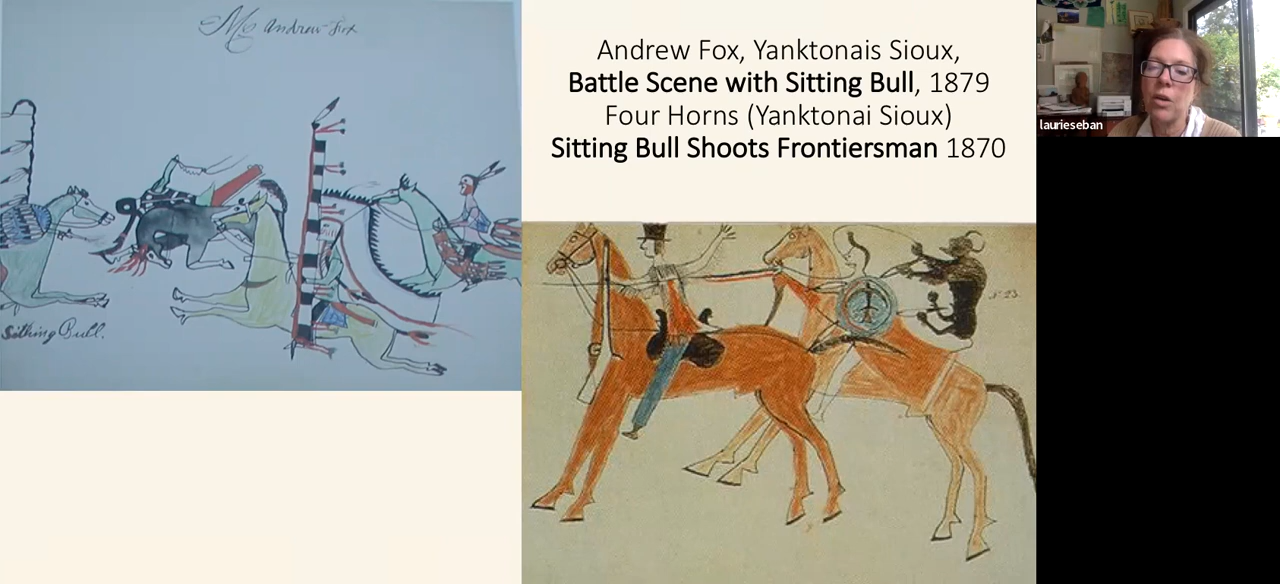 Mr Andrew Fox
Sitting Bull.
Andrew Fox, Yanktonais Sioux,
Battle Scene with Sitting Bull, 1879
Four Horns (Yanktonai Sioux)
Sitting Bull Shoots Frontiersman 1870
laurieseban